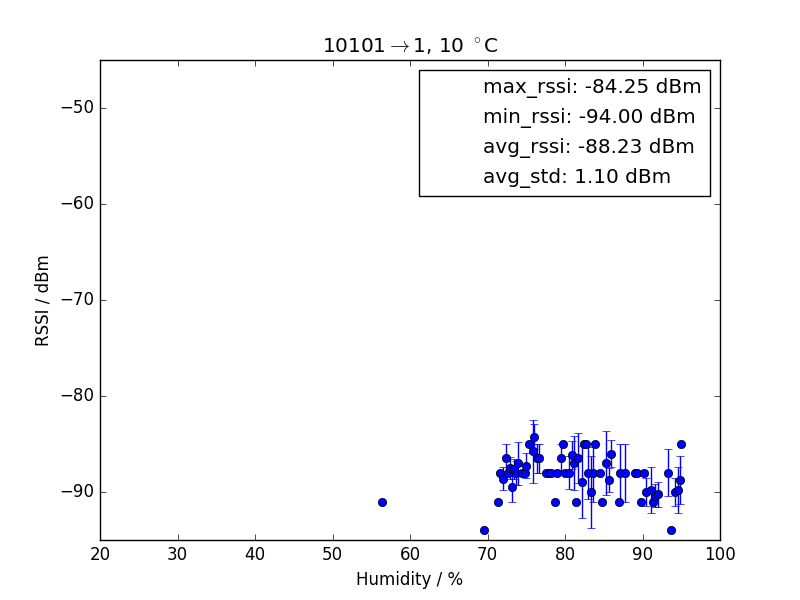 10101→1, 10 °C
max_rssi: -84.25 dBm
min_rssi: -94.00 dBm
avg_rssi: -88.23 dBm
avg_std: 1.10 dBm
−50
−60
−70
−80
−90
RSSI / dBm
20 30 40 50 60 70 80 90 100
Humidity / %